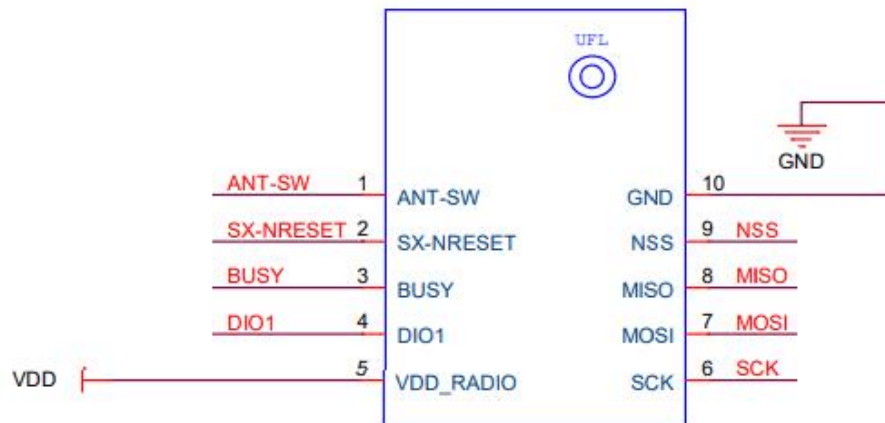 UFL
GND
ANT-SW 1 ANT-SW GND 10
SX-NRESET 2 SX-NRESET NSS 9 NSS
BUSY 3 BUSY MISO 8 MISO
DIO1 4 DIO1 MOSI 7 MOSI
VDD 5 VDD_RADIO SCK 6 SCK